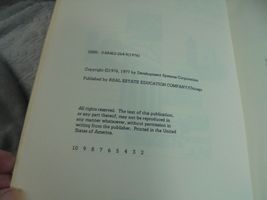 ISBN: 0-88462-264-9(1976)
Copyright ©1976, 1977 by Development Systems Corporation
Published by REAL ESTATE EDUCATION COMPANY/Chicago
All rights reserved. The text of this publication,
or any part thereof, may not be reproduced in
any manner whatsoever, without permission in
writing from the publisher. Printed in the United
States of America.
10 9 8 7 6 5 4 3 2